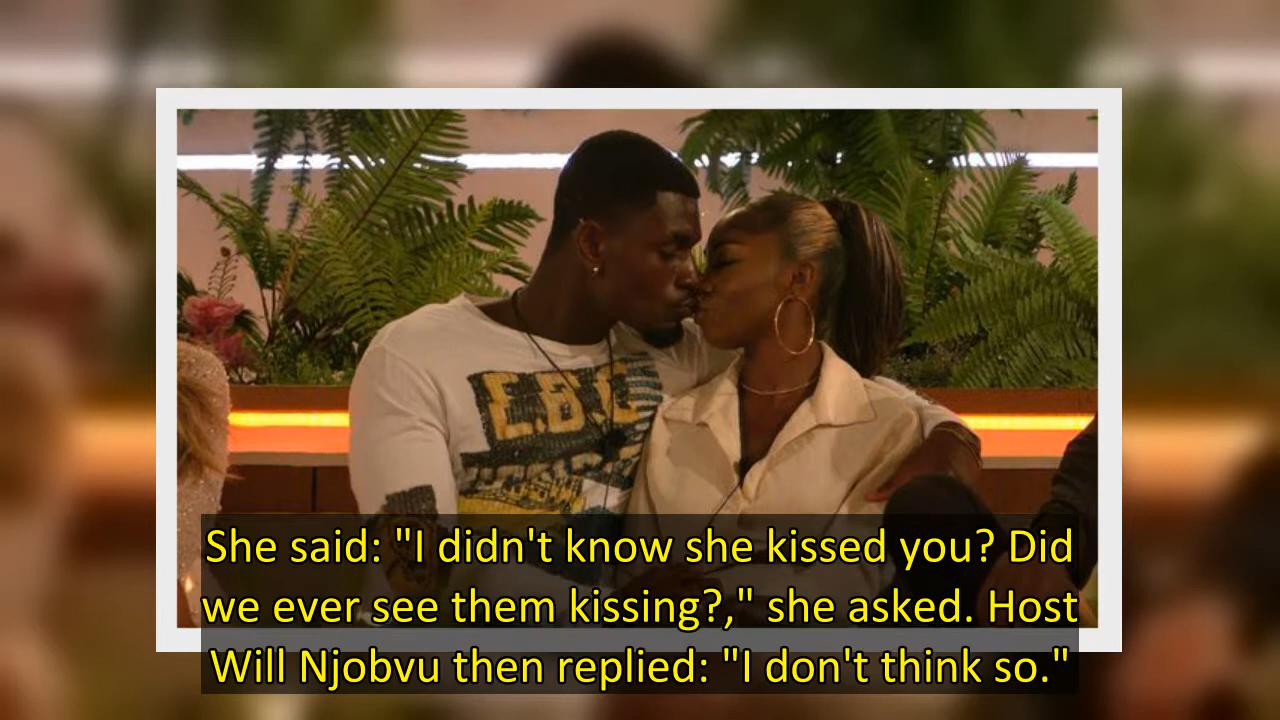 E.B.C
She said: "I didn't know she kissed you? Did
we ever see them kissing?," she asked. Host
Will Njobvu then replied: "I don't think so."